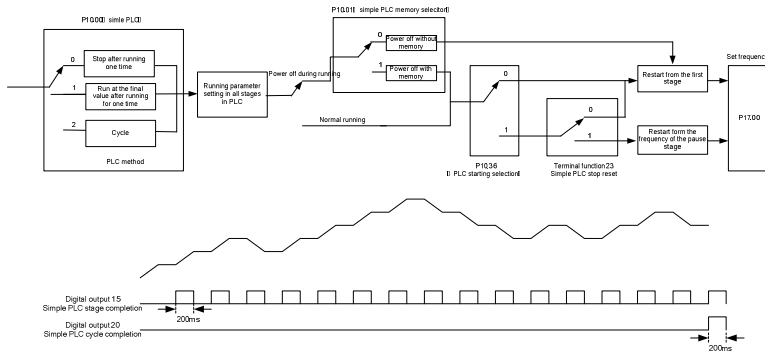 P10.00( simle PLC)
0
Stop after running
one time
1
Run at the final
value after running
for one time
2
Cycle
PLC method
Running parameter
setting in all stages
in PLC
Power off during running
Normal running
P10.01( simple PLC memory selection)
0
Power off without
memory
1
Power off with
memory
0
1
P10.36
( PLC starting selection)
0
1
Terminal function 23
Simple PLC stop reset
Restart from the first
stage
Restart form the
frequency of the pause
stage
Set frequenc
P17.00
Digital output 15
Simple PLC stage completion
200ms
Digital output 20
Simple PLC cycle completion
200ms